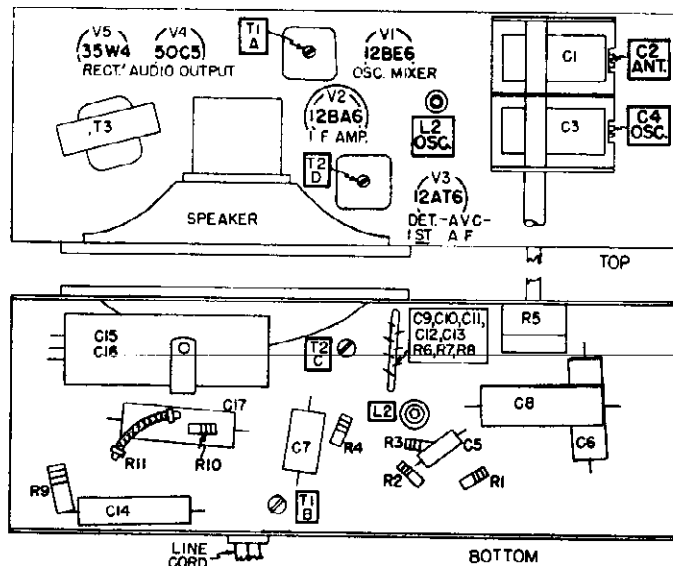 V5
35W4
RECT.
V4
50C5
AUDIO OUTPUT
T1
A
V1
12BE6
OSC. MIXER
C1
C2
ANT.
T3
V2
12BA6
I F AMP.
L2
OSC.
C3
C4
OSC.
T2
D
V3
12AT6
DET.-AVC-
1ST A F
SPEAKER
TOP
C15
C16
T2
C
C9,C10,C11,
C12,C13
R6,R7,R8
R5
C17
R11
R10
C7
R4
L2
R3
C5
R2
R1
C8
C6
R9
C14
T1
B
LINE
CORD
BOTTOM